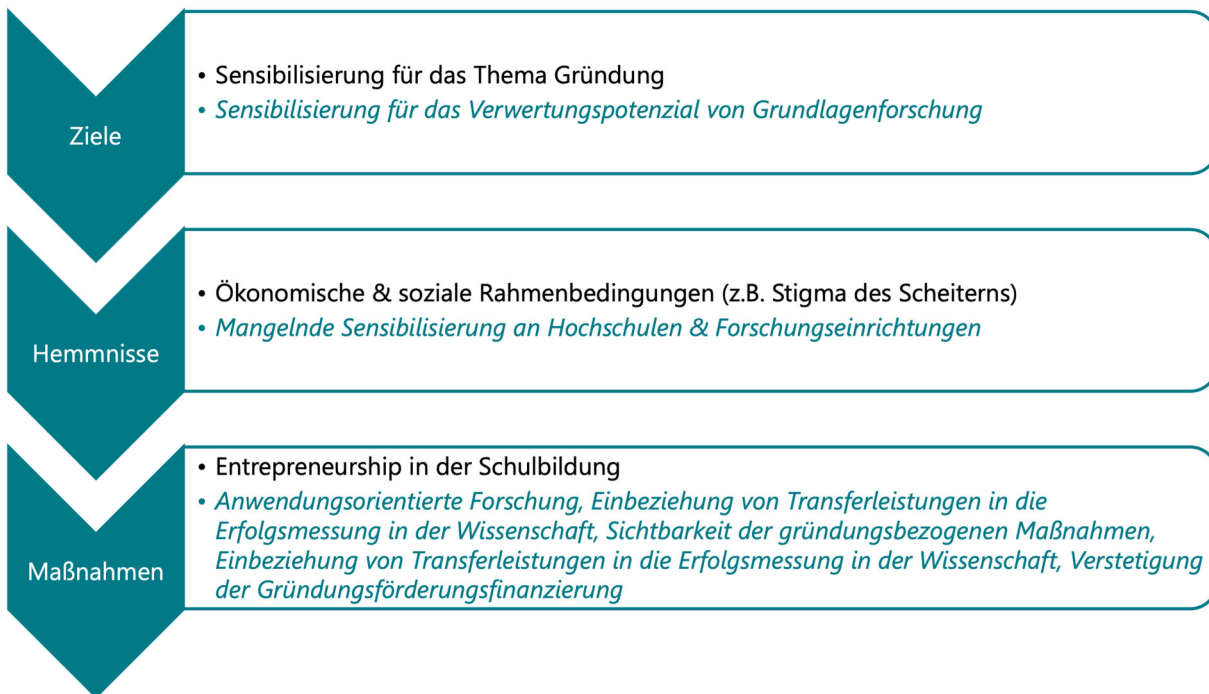 Ziele
• Sensibilisierung für das Thema Gründung
• Sensibilisierung für das Verwertungspotenzial von Grundlagenforschung
Hemmnisse
• Ökonomische & soziale Rahmenbedingungen (z.B. Stigma des Scheiterns)
• Mangelnde Sensibilisierung an Hochschulen & Forschungseinrichtungen
Maßnahmen
• Entrepreneurship in der Schulbildung
• Anwendungsorientierte Forschung, Einbeziehung von Transferleistungen in die
Erfolgsmessung in der Wissenschaft, Sichtbarkeit der gründungsbezogenen Maßnahmen,
Einbeziehung von Transferleistungen in die Erfolgsmessung in der Wissenschaft, Verstetigung
der Gründungsförderungsfinanzierung